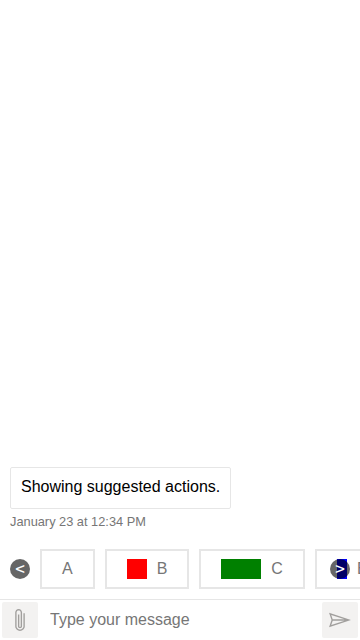 Showing suggested actions.
January 23 at 12:34 PM
< A B C >
Type your message